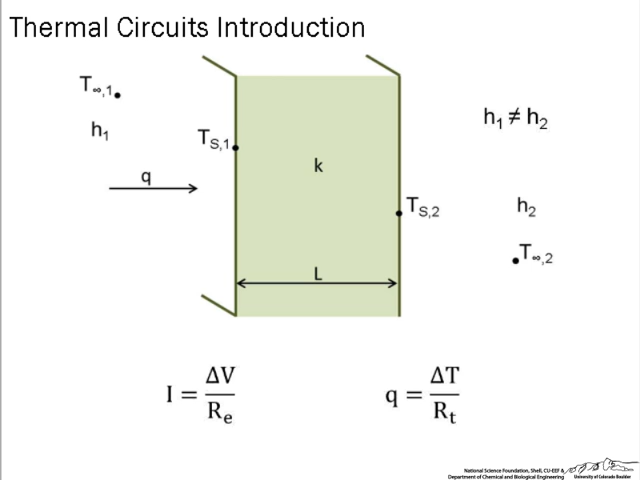 Thermal Circuits Introduction
T∞,1
h1
q
TS,1
k
h1 ≠ h2
TS,2
h2
T∞,2
L
I = ΔV / Re
q = ΔT / Rt
National Science Foundation, Shell, CU-EEF &
Department of Chemical and Biological Engineering
University of Colorado Boulder